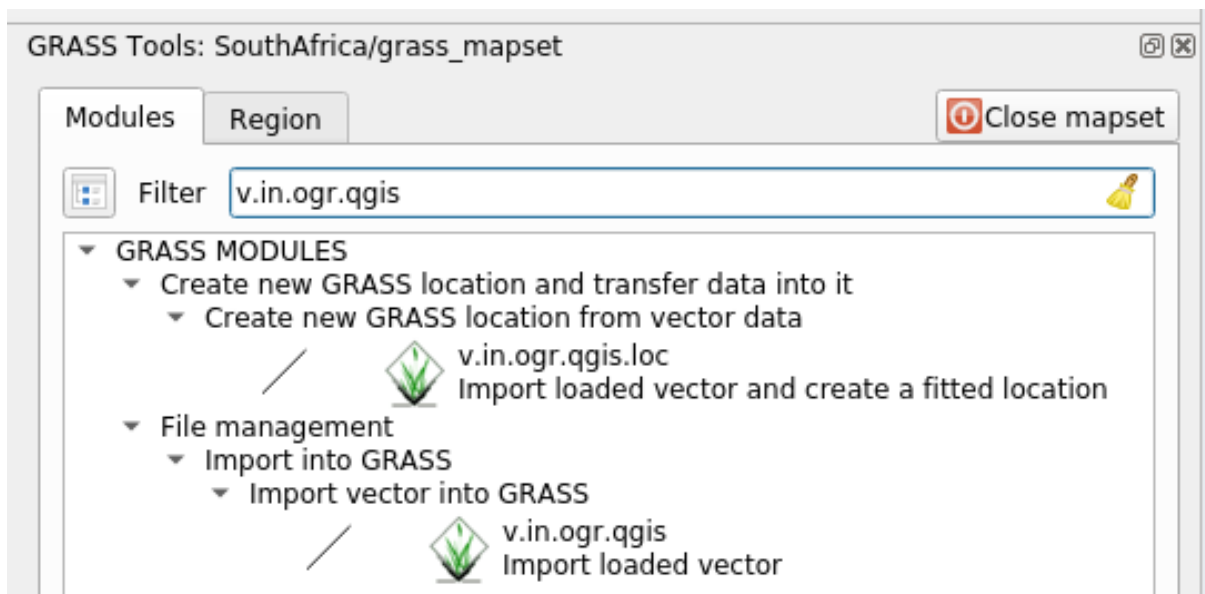 GRASS Tools: SouthAfrica/grass_mapset
Modules
Region
Close mapset
Filter
v.in.ogr.qgis
GRASS MODULES
Create new GRASS location and transfer data into it
Create new GRASS location from vector data
v.in.ogr.qgis.loc
Import loaded vector and create a fitted location
File management
Import into GRASS
Import vector into GRASS
v.in.ogr.qgis
Import loaded vector